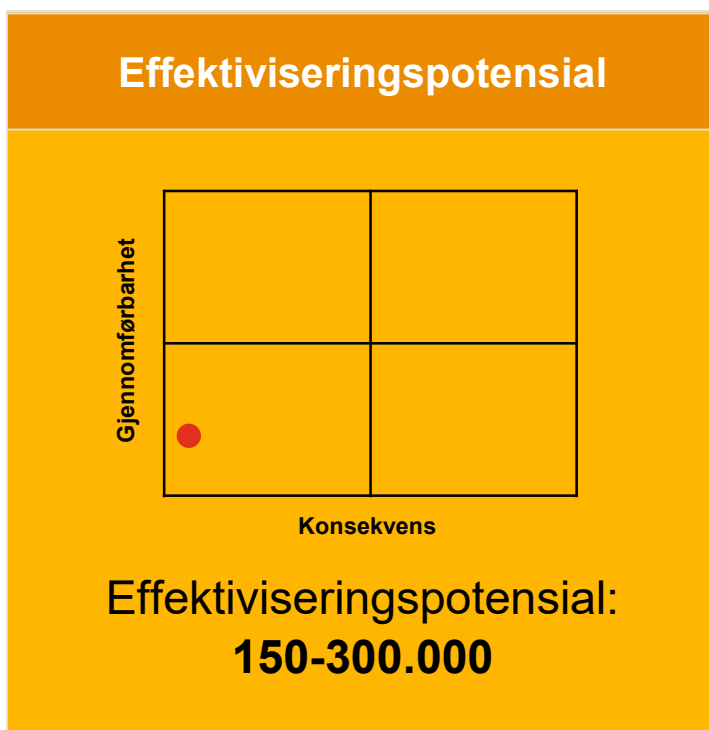 Effektiviseringspotensial
Gjennomførbarhet
Konsekvens
Effektiviseringspotensial:
150-300.000